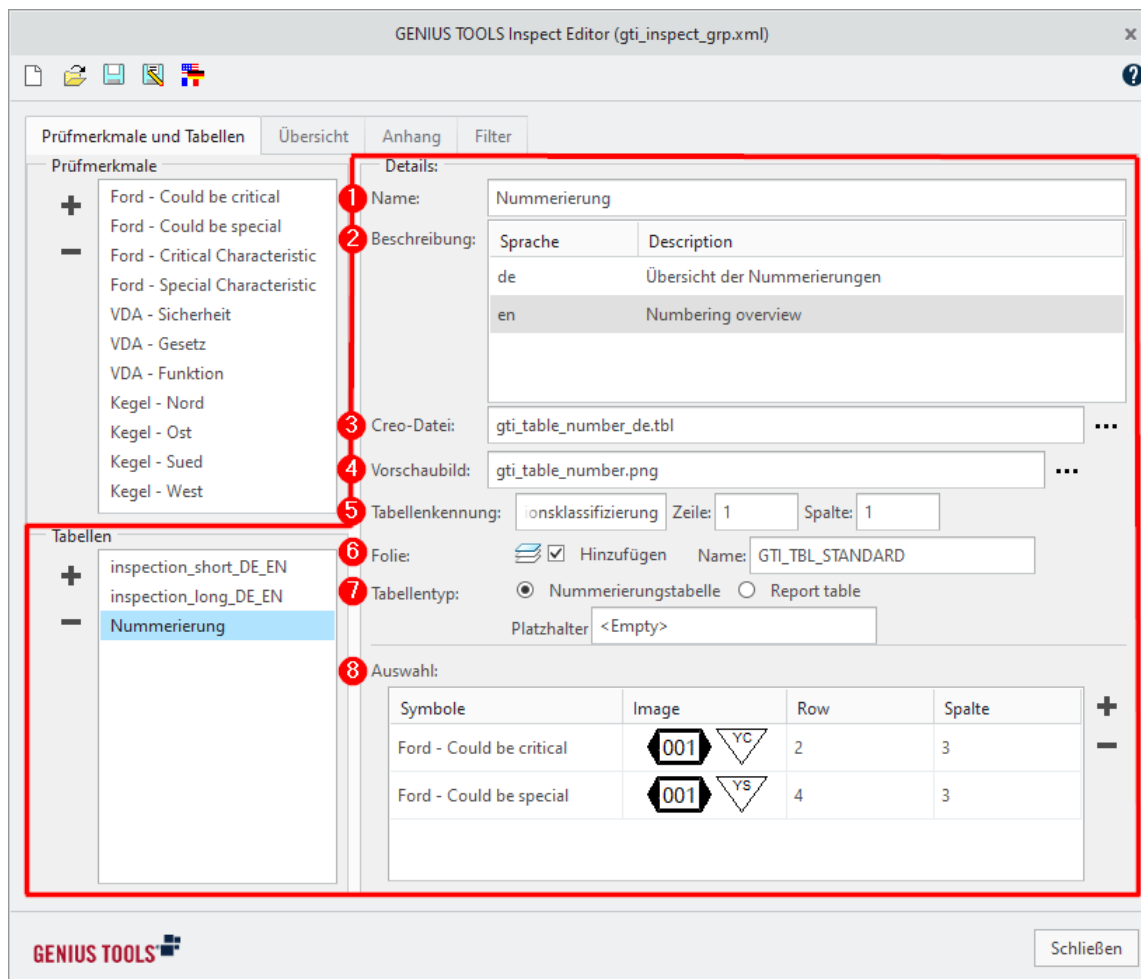 GENIUS TOOLS Inspect Editor (gti_inspect_grp.xml)
Prüfmerkmale und Tabellen Übersicht Anhang Filter
Prüfmerkmale
Ford - Could be critical
Ford - Could be special
Ford - Critical Characteristic
Ford - Special Characteristic
VDA - Sicherheit
VDA - Gesetz
VDA - Funktion
Kegel - Nord
Kegel - Ost
Kegel - Sued
Kegel - West
Tabellen
inspection_short_DE_EN
inspection_long_DE_EN
Nummerierung
Details:
1 Name: Nummerierung
2 Beschreibung: Sprache Description
de Übersicht der Nummerierungen
en Numbering overview
3 Creo-Datei: gti_table_number_de.tbl ...
4 Vorschaubild: gti_table_number.png ...
5 Tabellenkennung: ionsklassifizierung Zeile: 1 Spalte: 1
6 Folie: Hinzufügen Name: GTI_TBL_STANDARD
7 Tabellentyp: Nummerierungstabelle Report table
Platzhalter <Empty>
8 Auswahl:
Symbole Image Row Spalte
Ford - Could be critical 001 YC 2 3
Ford - Could be special 001 YS 4 3
GENIUS TOOLS
Schließen